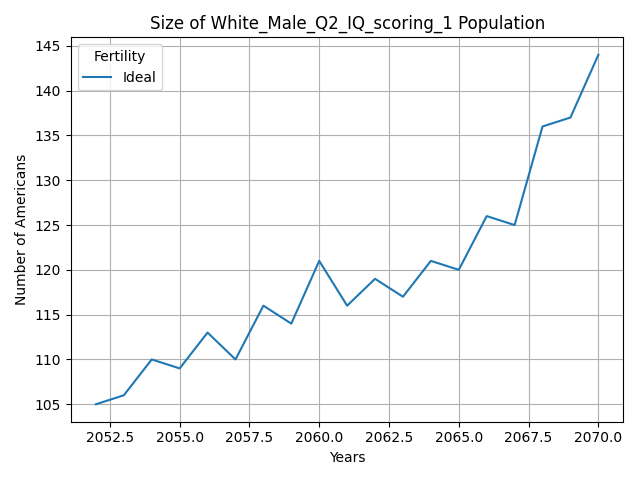 Size of White_Male_Q2_IQ_scoring_1 Population
Fertility
Ideal
Number of Americans
145
140
135
130
125
120
115
110
105
2052.5 2055.0 2057.5 2060.0 2062.5 2065.0 2067.5 2070.0
Years